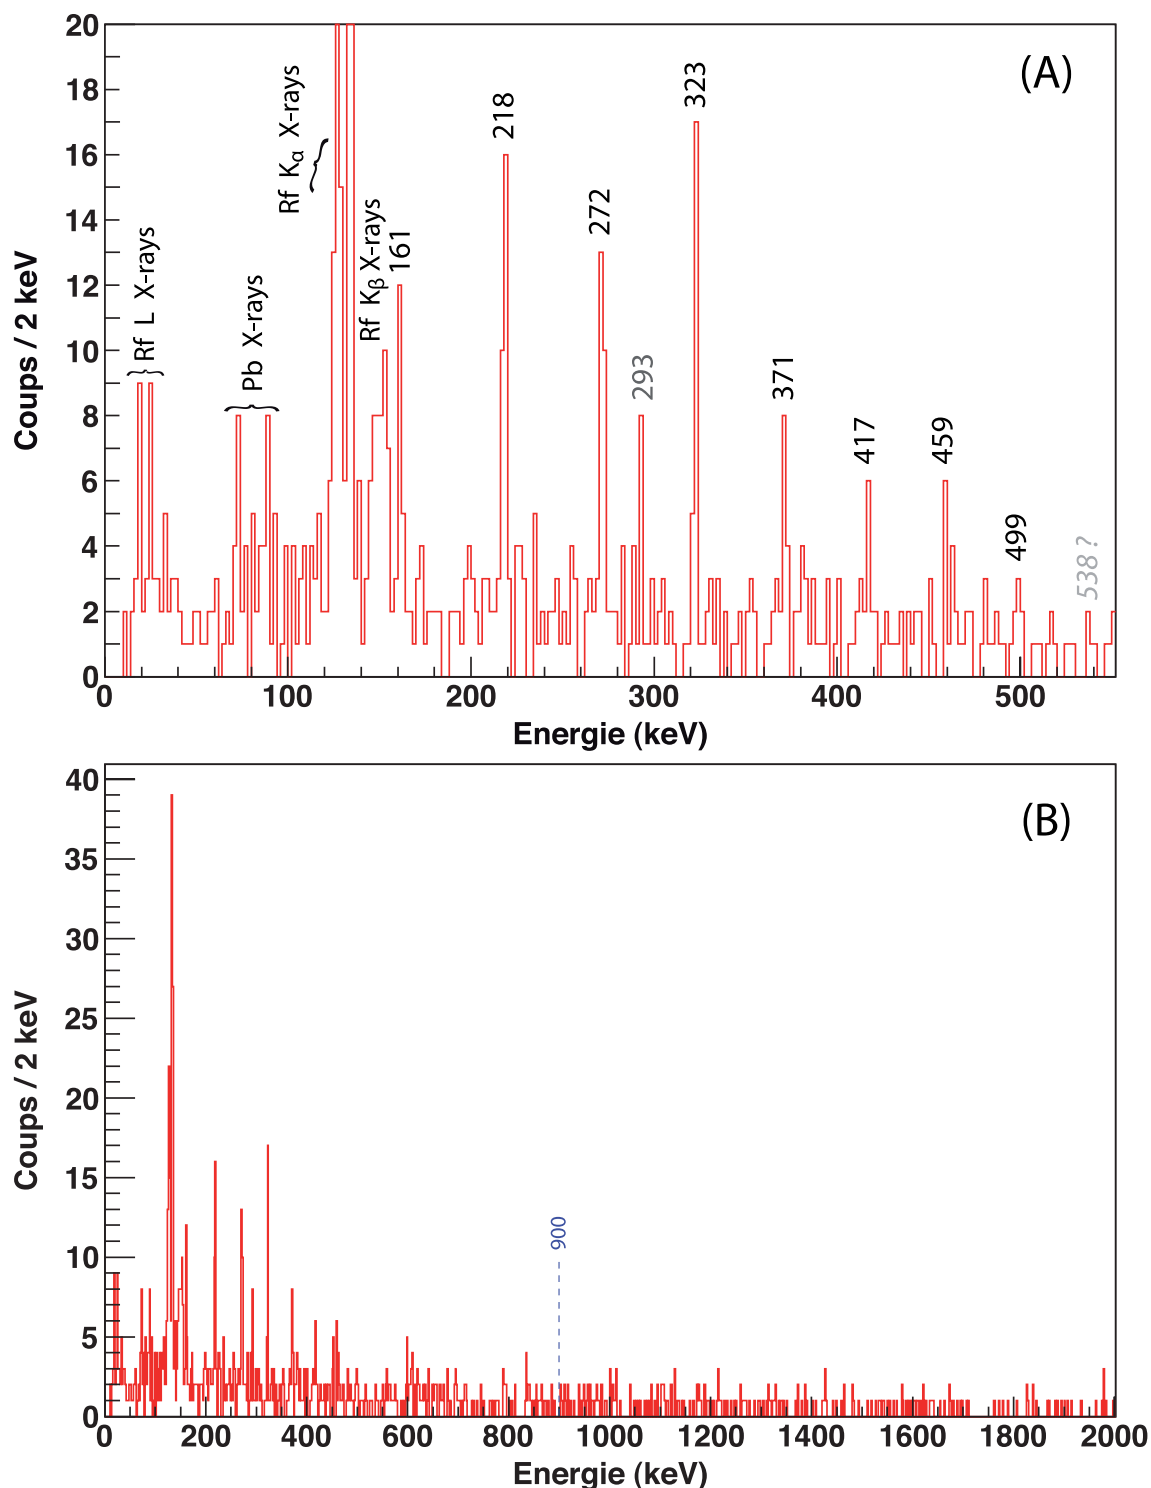 (A)
Coups / 2 keV
20
18
16
14
12
10
8
6
4
2
0
Rf L X-rays
Pb X-rays
Rf Kα X-rays
Rf Kβ X-rays
161
218
272
293
323
371
417
459
499
538 ?
0 100 200 300 400 500
Energie (keV)
(B)
Coups / 2 keV
40
35
30
25
20
15
10
5
0
900
0 200 400 600 800 1000 1200 1400 1600 1800 2000
Energie (keV)